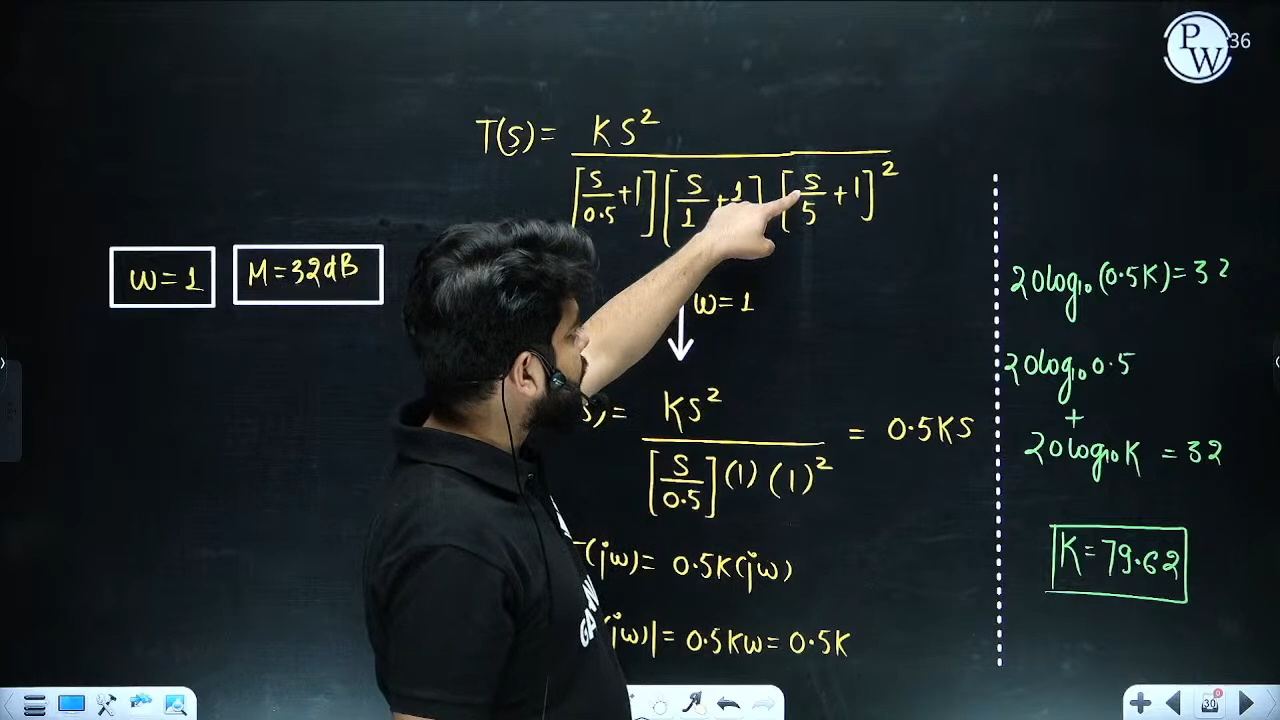 PW
36
T(s) = KS²
[S/0.5 +1] [S/1 +1] [S/5 +1]²
W=1
M=32dB
W=1
s)= KS²/[S/0.5](1)(1)² = 0.5KS
(jw)= 0.5K(jw)
(jw)|= 0.5KW= 0.5K
20log₁₀(0.5K)=32
20log₁₀0.5
+
20log₁₀K = 32
K=79.62
30